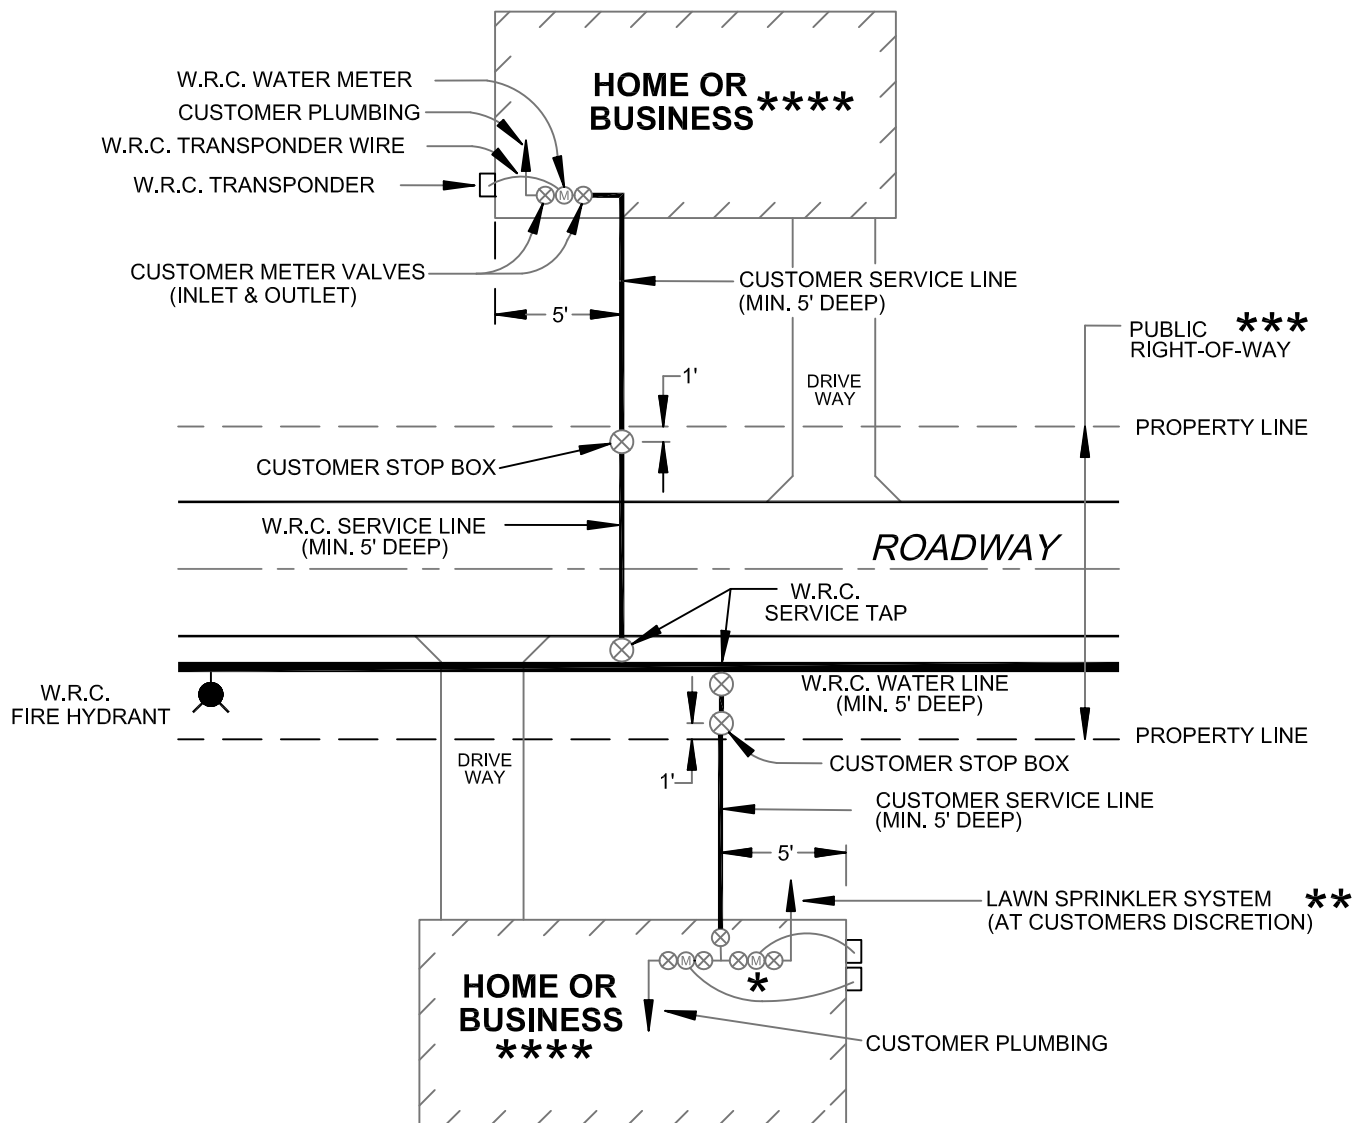 HOME OR
BUSINESS ****
W.R.C. WATER METER
CUSTOMER PLUMBING
W.R.C. TRANSPONDER WIRE
W.R.C. TRANSPONDER
M
CUSTOMER METER VALVES
(INLET & OUTLET)
CUSTOMER SERVICE LINE
(MIN. 5' DEEP)
5'
PUBLIC ***
RIGHT-OF-WAY
1'
DRIVE
WAY
PROPERTY LINE
CUSTOMER STOP BOX
W.R.C. SERVICE LINE
(MIN. 5' DEEP)
ROADWAY
W.R.C.
SERVICE TAP
W.R.C.
FIRE HYDRANT
W.R.C. WATER LINE
(MIN. 5' DEEP)
PROPERTY LINE
DRIVE
WAY
1'
CUSTOMER STOP BOX
CUSTOMER SERVICE LINE
(MIN. 5' DEEP)
5'
LAWN SPRINKLER SYSTEM **
(AT CUSTOMERS DISCRETION)
M
M
*
HOME OR
BUSINESS
****
CUSTOMER PLUMBING